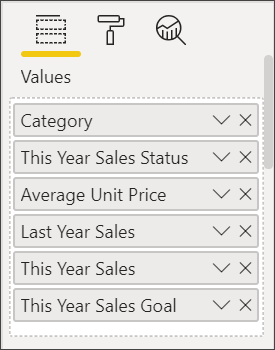 Values
Category
This Year Sales Status
Average Unit Price
Last Year Sales
This Year Sales
This Year Sales Goal